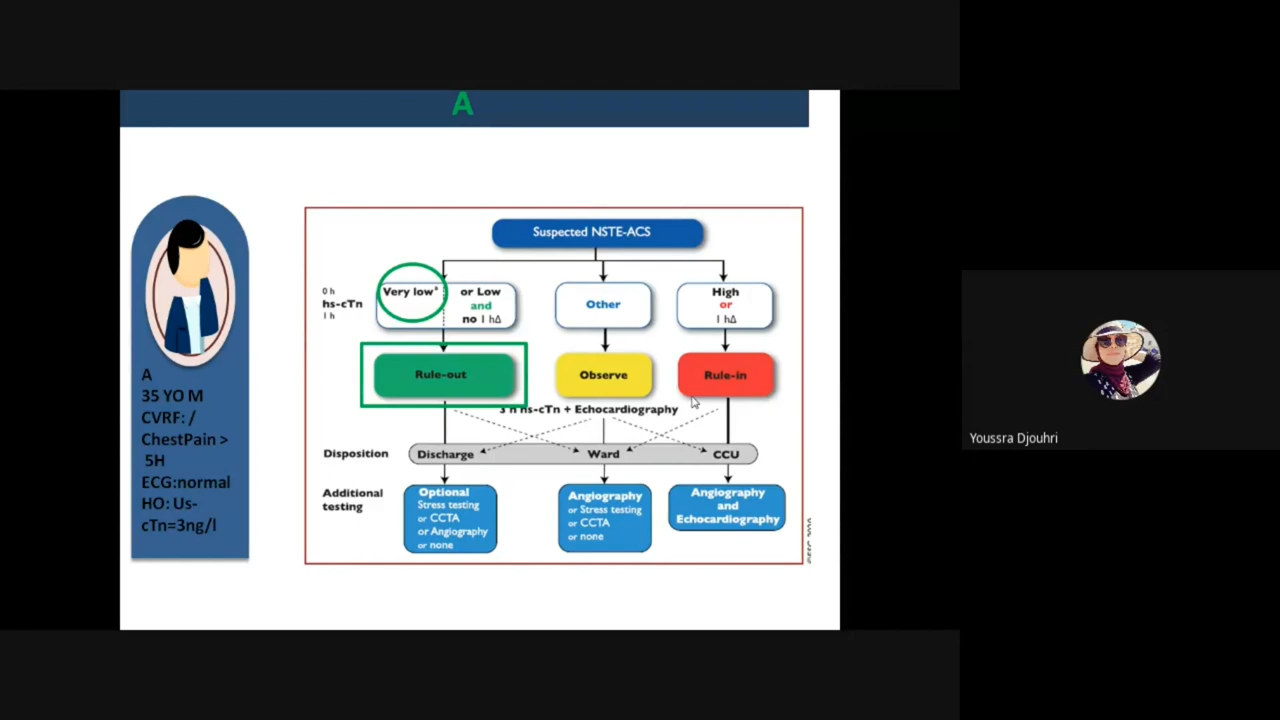 A
A
35 YO M
CVRF: /
ChestPain >
5H
ECG:normal
HO: Us-
cTn=3ng/l
Suspected NSTE-ACS
0 h
hs-cTn
1 h
Very low
or Low
and
no 1 hΔ
Other
High
or
1 hΔ
Rule-out
Observe
Rule-in
3 h hs-cTn + Echocardiography
Disposition
Discharge
Ward
CCU
Additional
testing
Optional
Stress testing
or CCTA
or Angiography
or none
Angiography
or Stress testing
or CCTA
or none
Angiography
and
Echocardiography
©ESC 2020
Youssra Djouhri